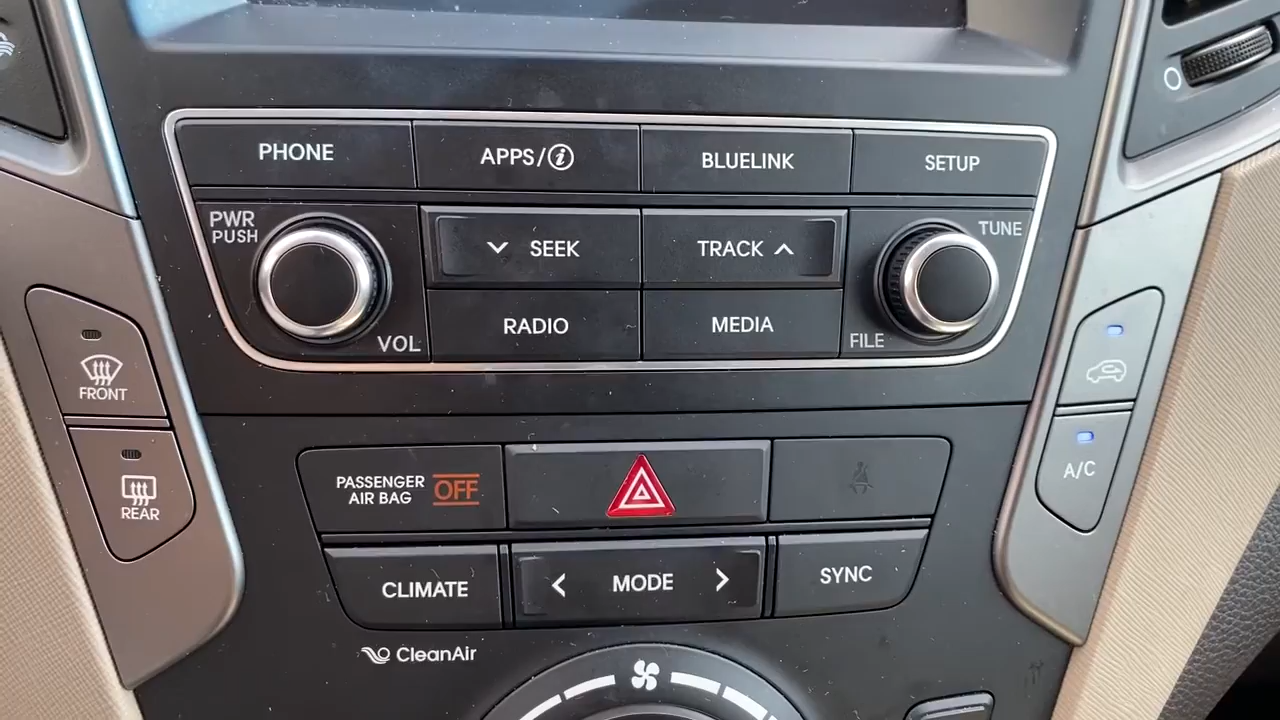 PHONE
APPS/i
BLUELINK
SETUP
PWR
PUSH
VOL
SEEK
TRACK
TUNE
RADIO
MEDIA
FILE
FRONT
REAR
A/C
PASSENGER
AIR BAG
OFF
CLIMATE
MODE
SYNC
CleanAir